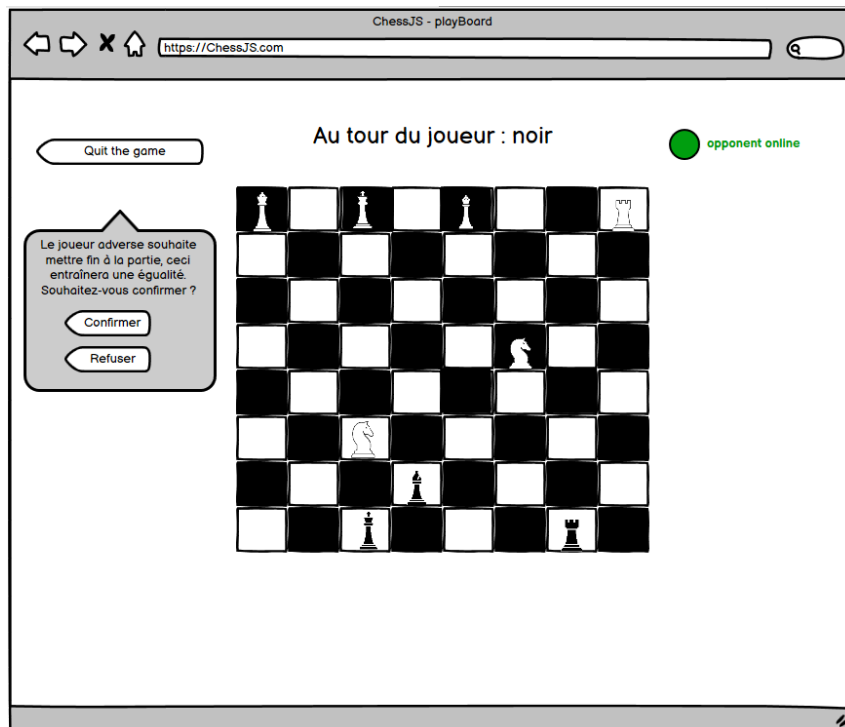 ChessJS - playBoard
https://ChessJS.com
Au tour du joueur : noir
Quit the game
opponent online
Le joueur adverse souhaite
mettre fin à la partie, ceci
entraînera une égualité.
Souhaitez-vous confirmer ?
Confirmer
Refuser